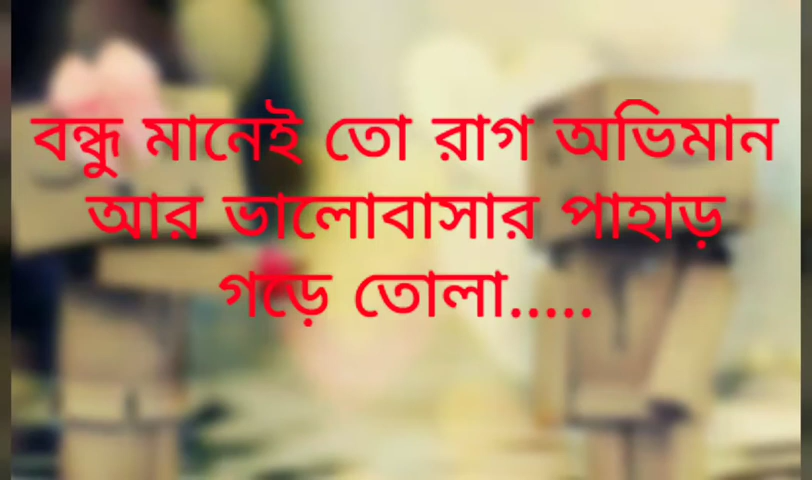 বন্ধু মানেই তো রাগ অভিমান
আর ভালোবাসার পাহাড়
গড়ে তোলা.....